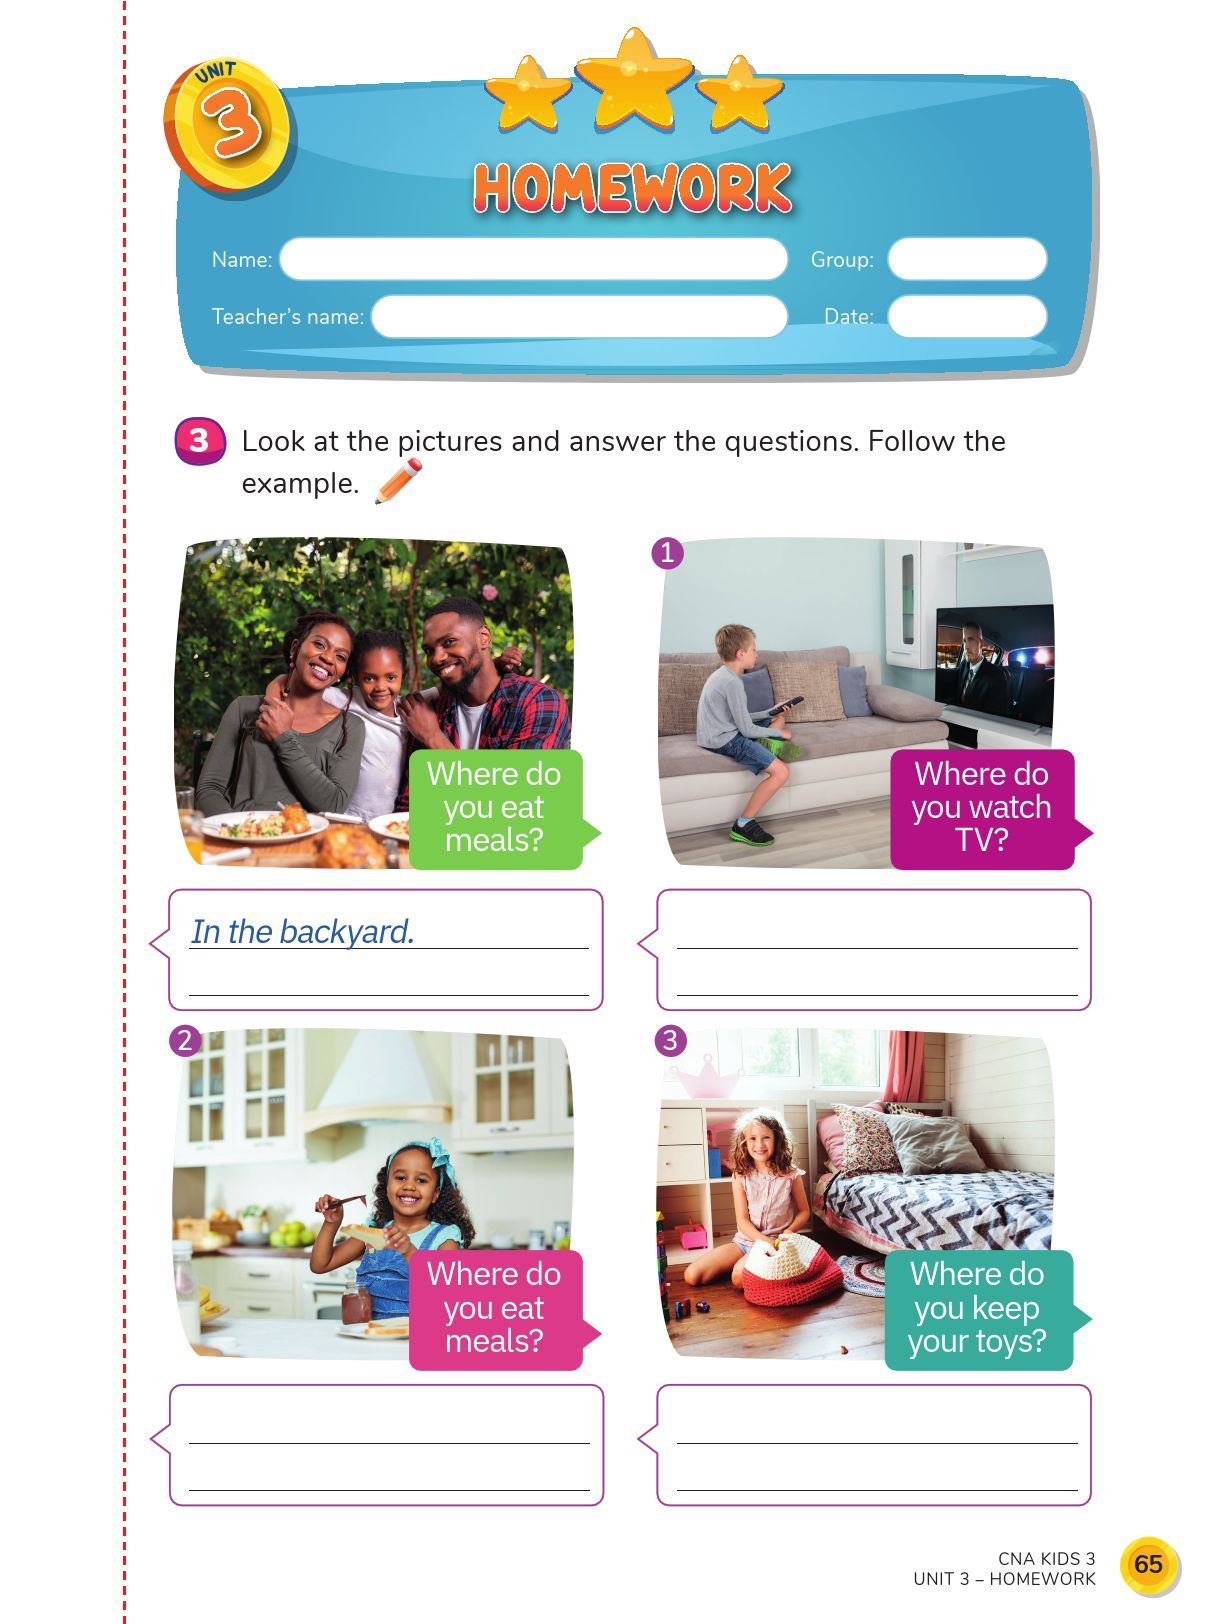 UNIT
3
HOMEWORK
Name:
Group:
Teacher's name:
Date:
3
Look at the pictures and answer the questions. Follow the
example.
Where do
you eat
meals?
In the backyard.
1
Where do
you watch
TV?
2
Where do
you eat
meals?
3
Where do
you keep
your toys?
CNA KIDS 3
UNIT 3 – HOMEWORK
65